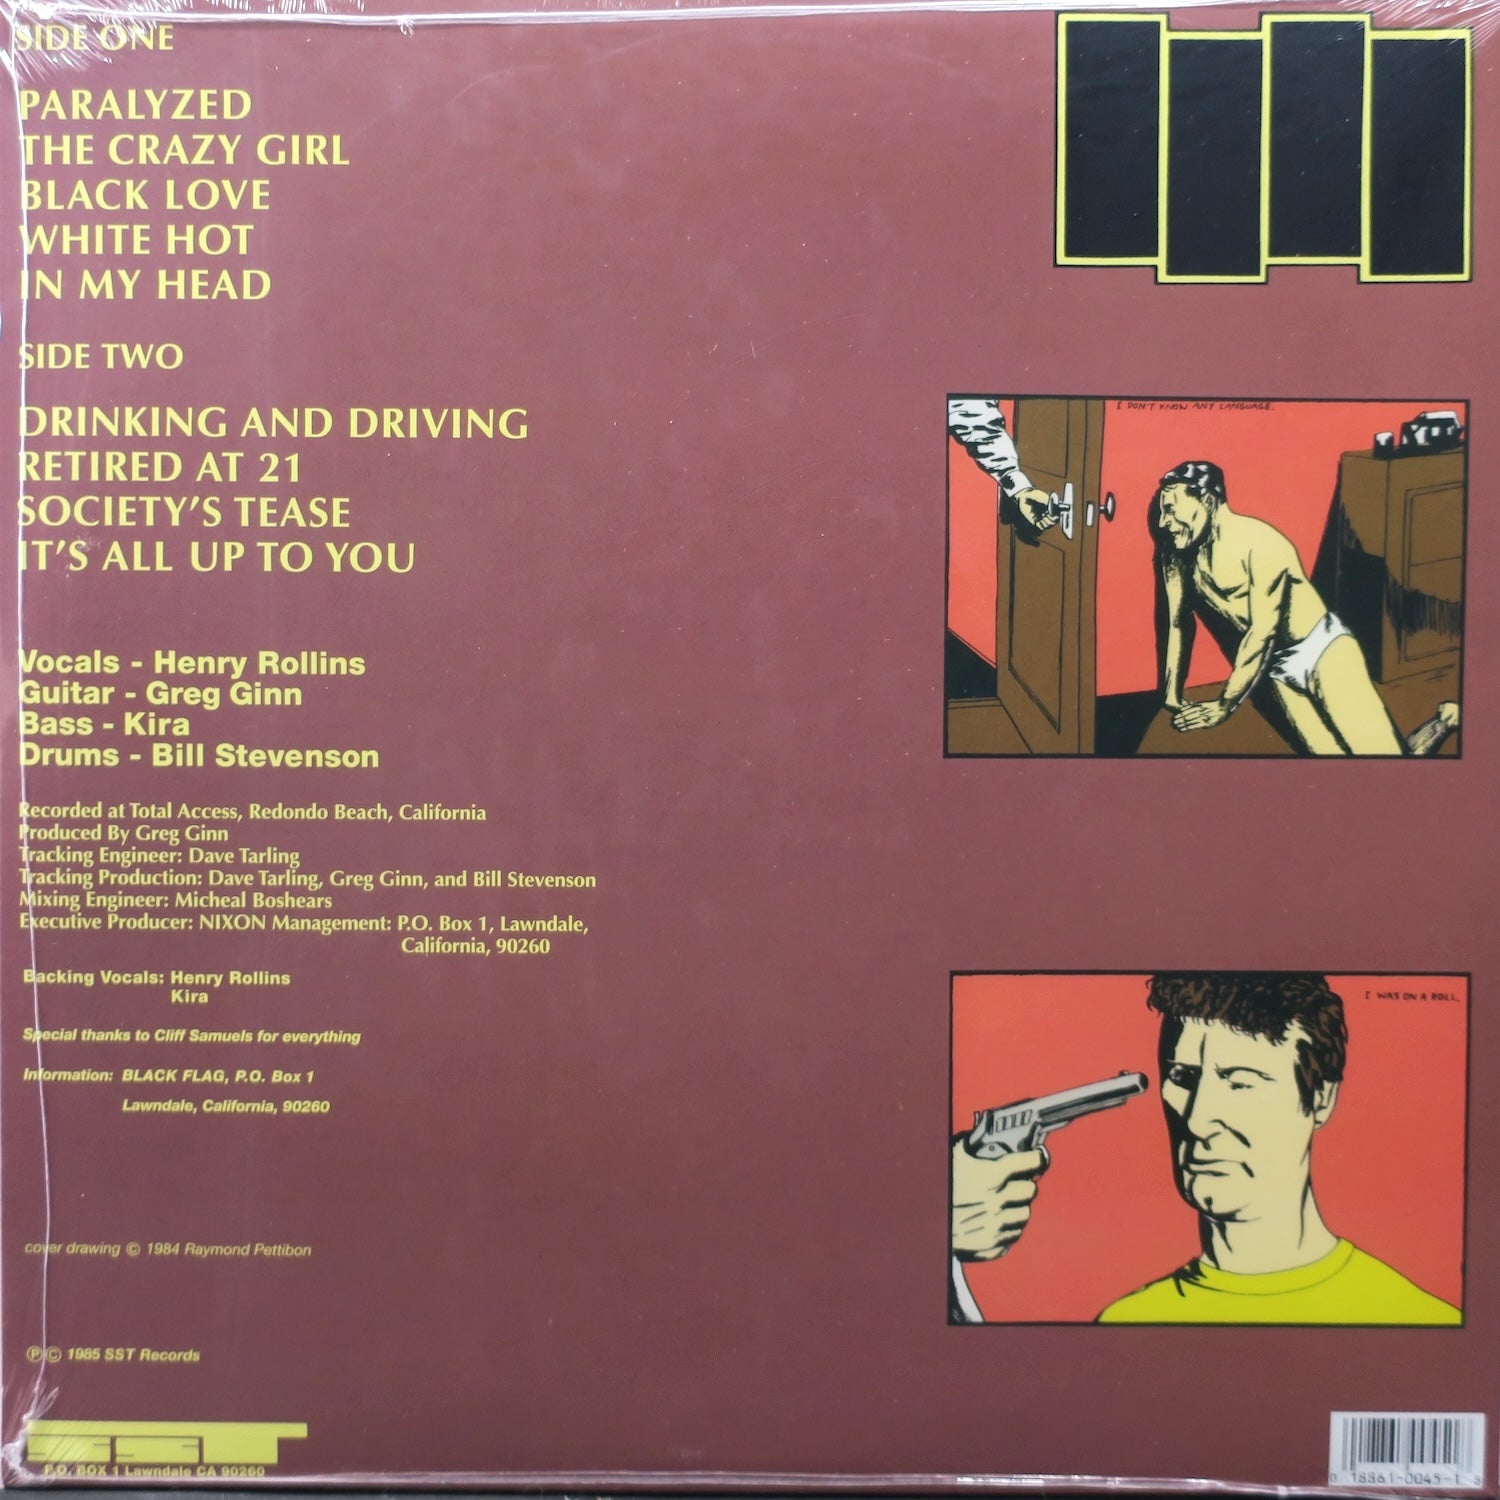 SIDE ONE
PARALYZED
THE CRAZY GIRL
BLACK LOVE
WHITE HOT
IN MY HEAD
SIDE TWO
DRINKING AND DRIVING
RETIRED AT 21
SOCIETY'S TEASE
IT'S ALL UP TO YOU
Vocals - Henry Rollins
Guitar - Greg Ginn
Bass - Kira
Drums - Bill Stevenson
Recorded at Total Access, Redondo Beach, California
Produced By Greg Ginn
Tracking Engineer: Dave Tarling
Tracking Production: Dave Tarling, Greg Ginn, and Bill Stevenson
Mixing Engineer: Micheal Boshears
Executive Producer: NIXON Management: P.O. Box 1, Lawndale,
California, 90260
Backing Vocals: Henry Rollins
Kira
Special thanks to Cliff Samuels for everything
Information: BLACK FLAG, P.O. Box 1
Lawndale, California, 90260
cover drawing © 1984 Raymond Pettibon
℗© 1985 SST Records
SST
P.O. BOX 1 Lawndale CA 90260
I DON'T KNOW ANY LANGUAGE.
I WAS ON A ROLL.
0 18861-0045-1 8